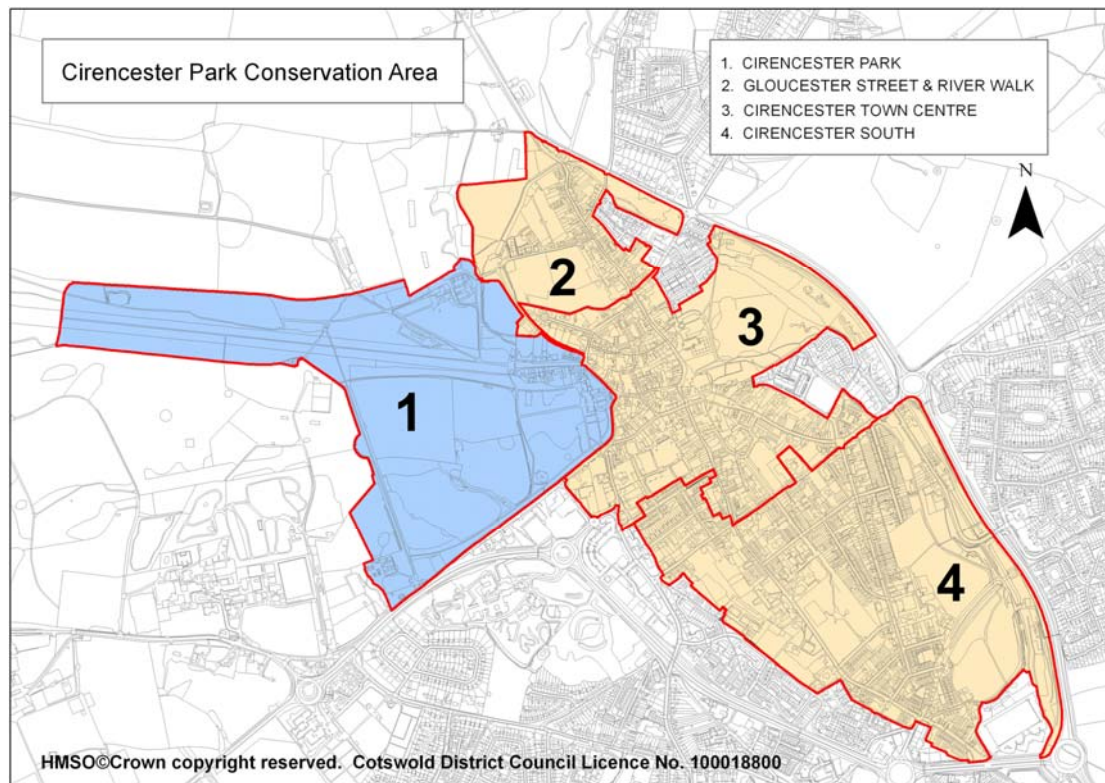 Cirencester Park Conservation Area
1. CIRENCESTER PARK
2. GLOUCESTER STREET & RIVER WALK
3. CIRENCESTER TOWN CENTRE
4. CIRENCESTER SOUTH
N
2
3
1
4
HMSO©Crown copyright reserved. Cotswold District Council Licence No. 100018800